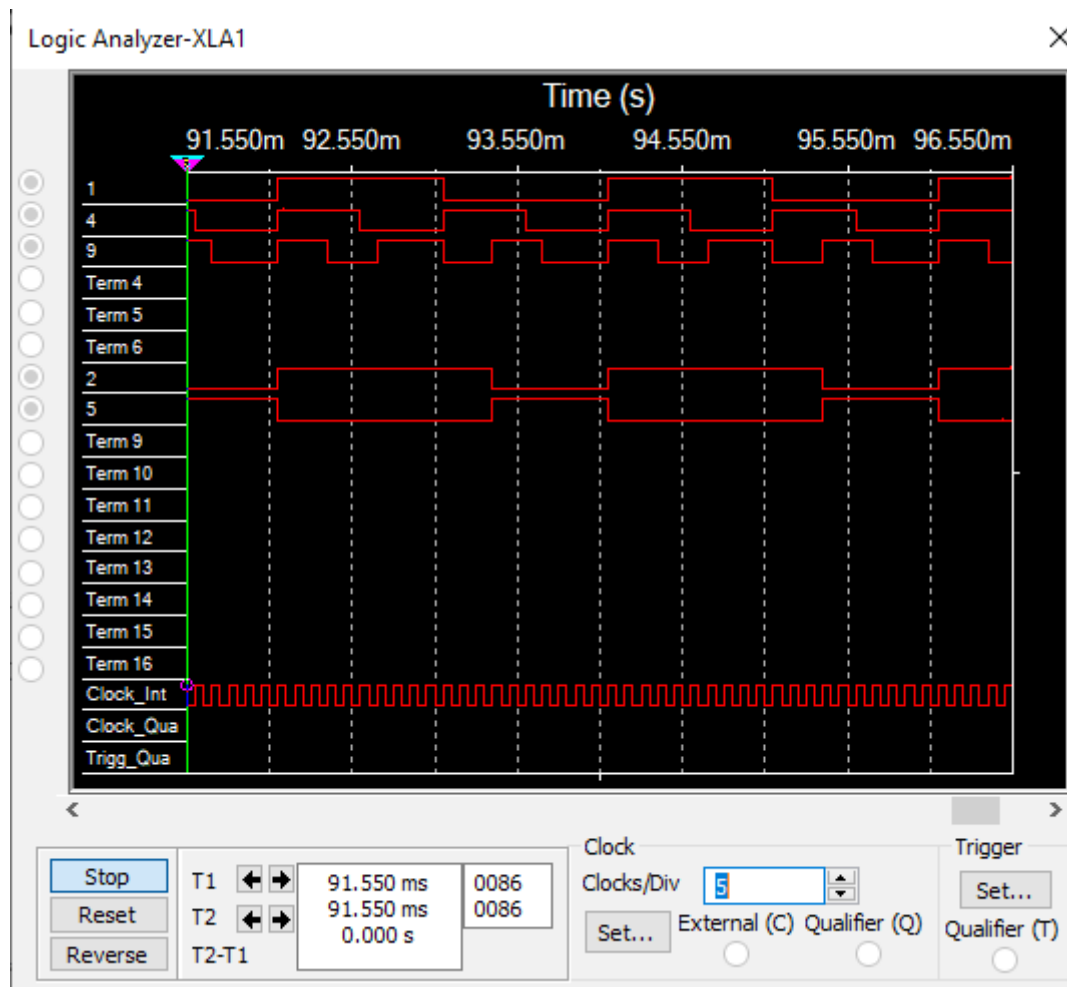 Logic Analyzer-XLA1
Time (s)
91.550m 92.550m 93.550m 94.550m 95.550m 96.550m
1
4
9
Term 4
Term 5
Term 6
2
5
Term 9
Term 10
Term 11
Term 12
Term 13
Term 14
Term 15
Term 16
Clock_Int
Clock_Qua
Trigg_Qua
Stop
Reset
Reverse
T1 91.550 ms 0086
T2 91.550 ms 0086
T2-T1 0.000 s
Clock
Clocks/Div 5
Set... External (C) Qualifier (Q)
Trigger
Set...
Qualifier (T)